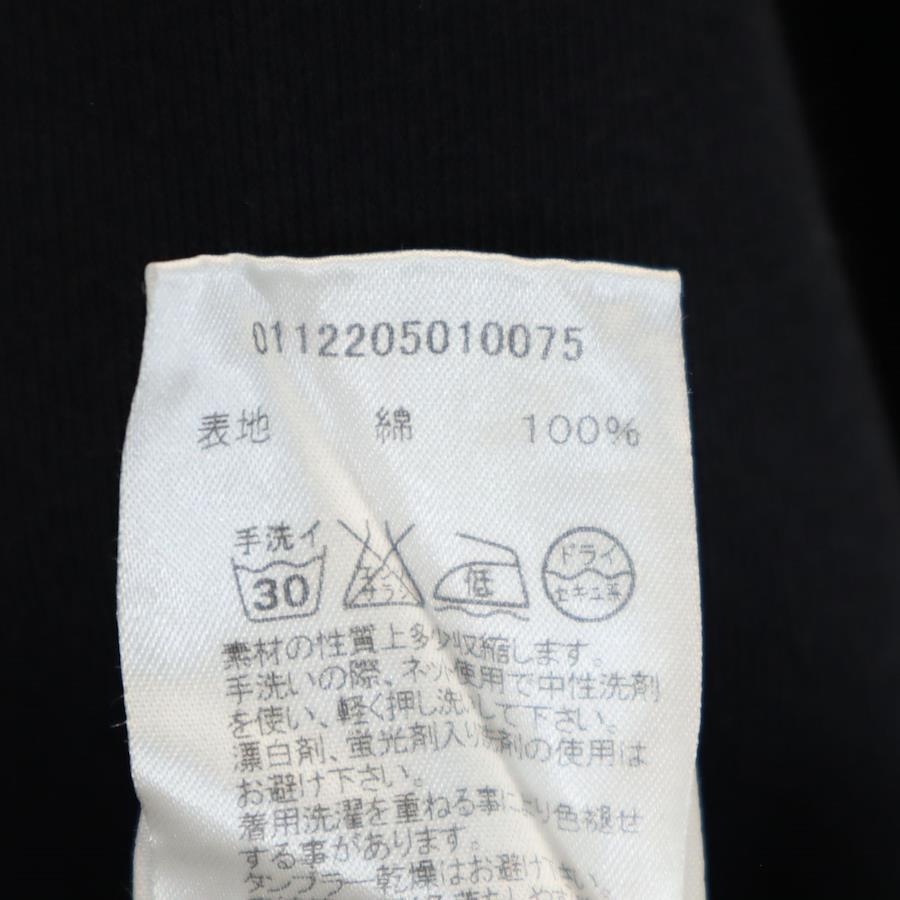 0112205010075
表地 綿 100%
手洗イ
30
エンソ
サラシ
低
ドライ
セキユ系
素材の性質上多少収縮します。
手洗いの際、ネット使用で中性洗剤
を使い、軽く押し洗いして下さい。
漂白剤、蛍光剤入り洗剤の使用は
お避け下さい。
着用洗濯を重ねる事により色褪せ
する事があります。
タンブラー乾燥はお避け下さい。